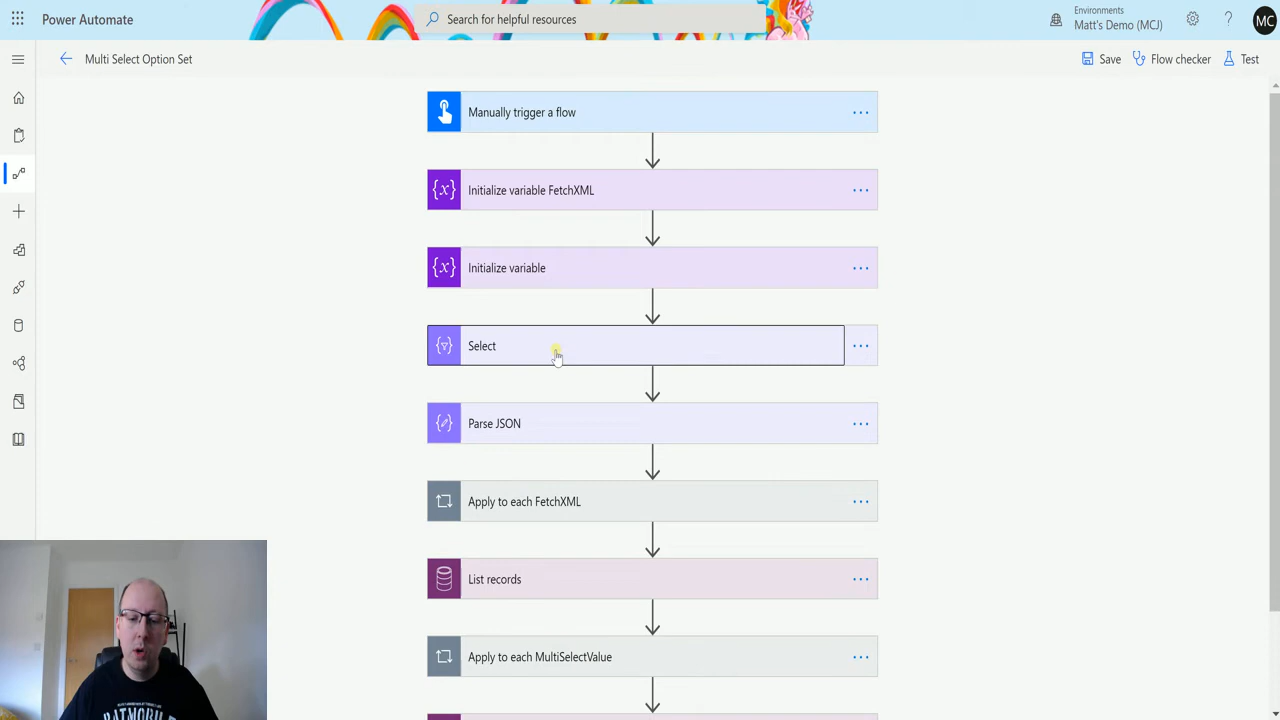 Power Automate
Search for helpful resources
Environments
Matt's Demo (MCJ)
?
MC
Multi Select Option Set
Save
Flow checker
Test
Manually trigger a flow
...
{x}
Initialize variable FetchXML
...
{x}
Initialize variable
...
Select
...
Parse JSON
...
Apply to each FetchXML
...
List records
...
Apply to each MultiSelectValue
...